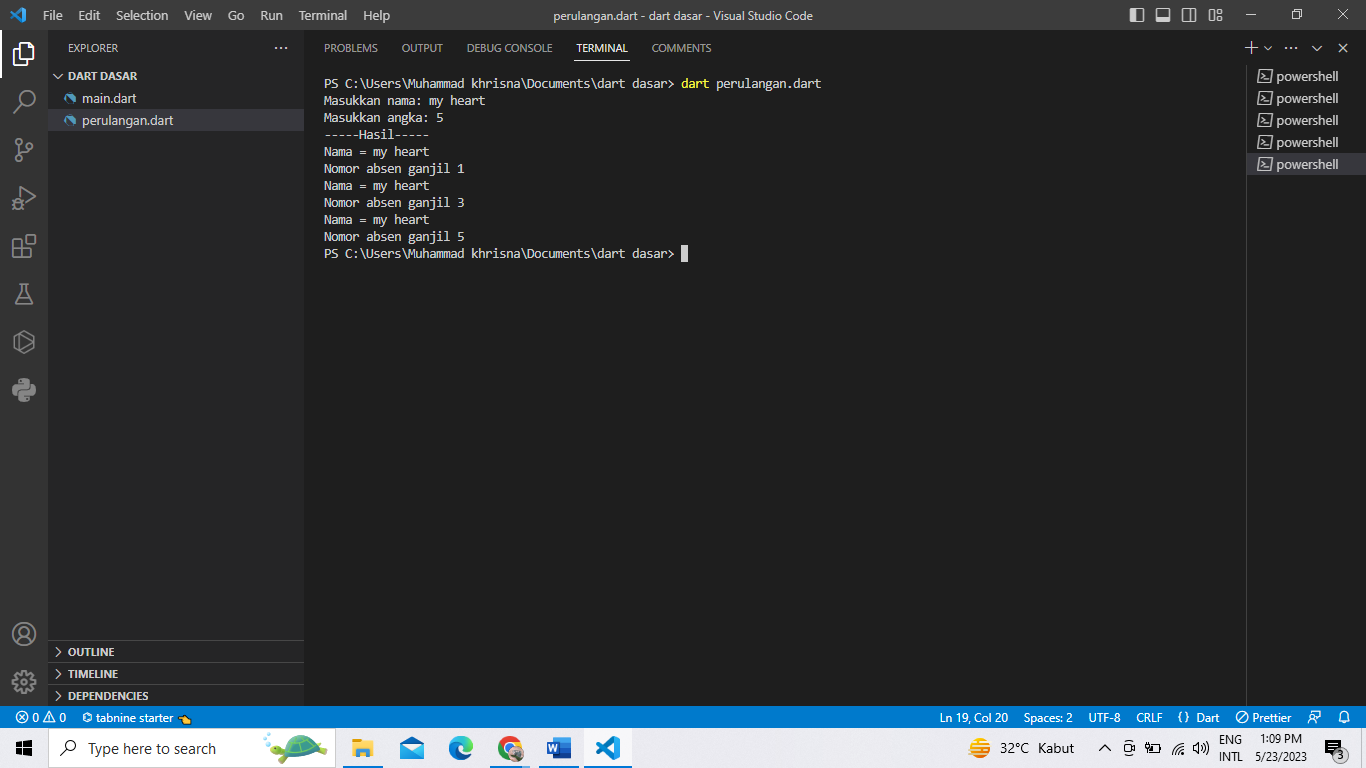 File Edit Selection View Go Run Terminal Help
perulangan.dart - dart dasar - Visual Studio Code
EXPLORER
DART DASAR
main.dart
perulangan.dart
OUTLINE
TIMELINE
DEPENDENCIES
PROBLEMS OUTPUT DEBUG CONSOLE TERMINAL COMMENTS
PS C:\Users\Muhammad khrisna\Documents\dart dasar> dart perulangan.dart
Masukkan nama: my heart
Masukkan angka: 5
-----Hasil-----
Nama = my heart
Nomor absen ganjil 1
Nama = my heart
Nomor absen ganjil 3
Nama = my heart
Nomor absen ganjil 5
PS C:\Users\Muhammad khrisna\Documents\dart dasar>
powershell
powershell
powershell
powershell
powershell
0 0 tabnine starter
Ln 19, Col 20 Spaces: 2 UTF-8 CRLF {} Dart Prettier
Type here to search
32°C Kabut
ENG
INTL
1:09 PM
5/23/2023
3